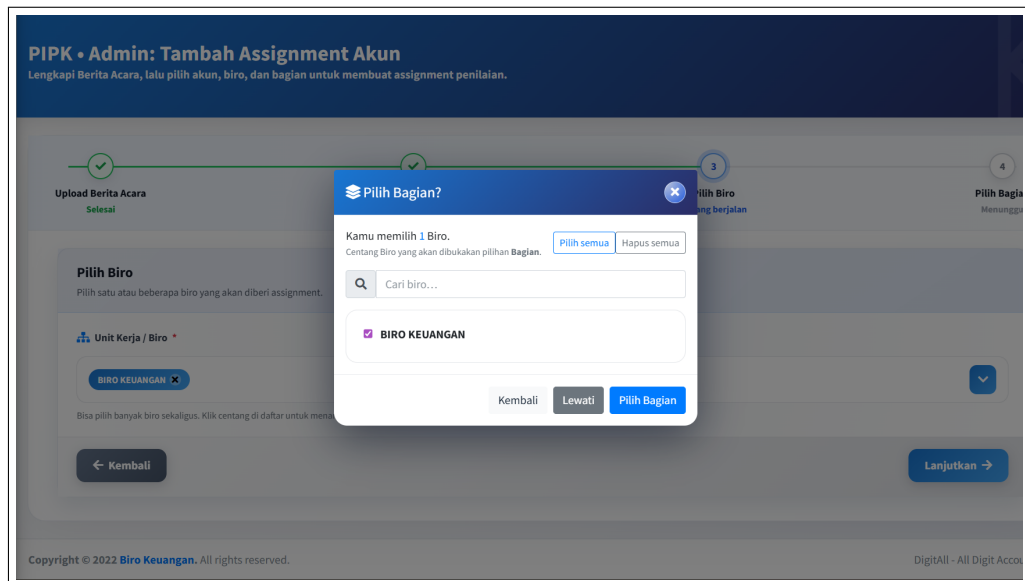 PIPK • Admin: Tambah Assignment Akun
Lengkapi Berita Acara, lalu pilih akun, biro, dan bagian untuk membuat assignment penilaian.
3
4
Upload Berita Acara
Selesai
Pilih Biro
ang berjalan
Pilih Bagia
Menunggu
Pilih Bagian?
Kamu memilih 1 Biro.
Centang Biro yang akan dibukakan pilihan Bagian.
Pilih semua
Hapus semua
Cari biro…
BIRO KEUANGAN
Kembali
Lewati
Pilih Bagian
Pilih Biro
Pilih satu atau beberapa biro yang akan diberi assignment.
Unit Kerja / Biro *
BIRO KEUANGAN
Bisa pilih banyak biro sekaligus. Klik centang di daftar untuk mena
Kembali
Lanjutkan
Copyright © 2022 Biro Keuangan. All rights reserved.
DigitAll - All Digit Accou